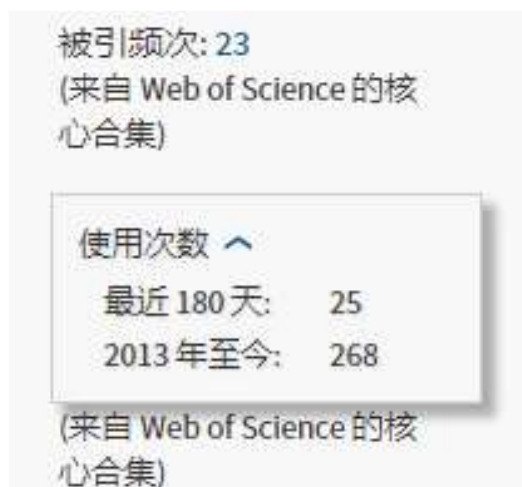 被引频次: 23
(来自 Web of Science 的核
心合集)
使用次数
最近 180 天: 25
2013 年至今: 268
(来自 Web of Science 的核
心合集)